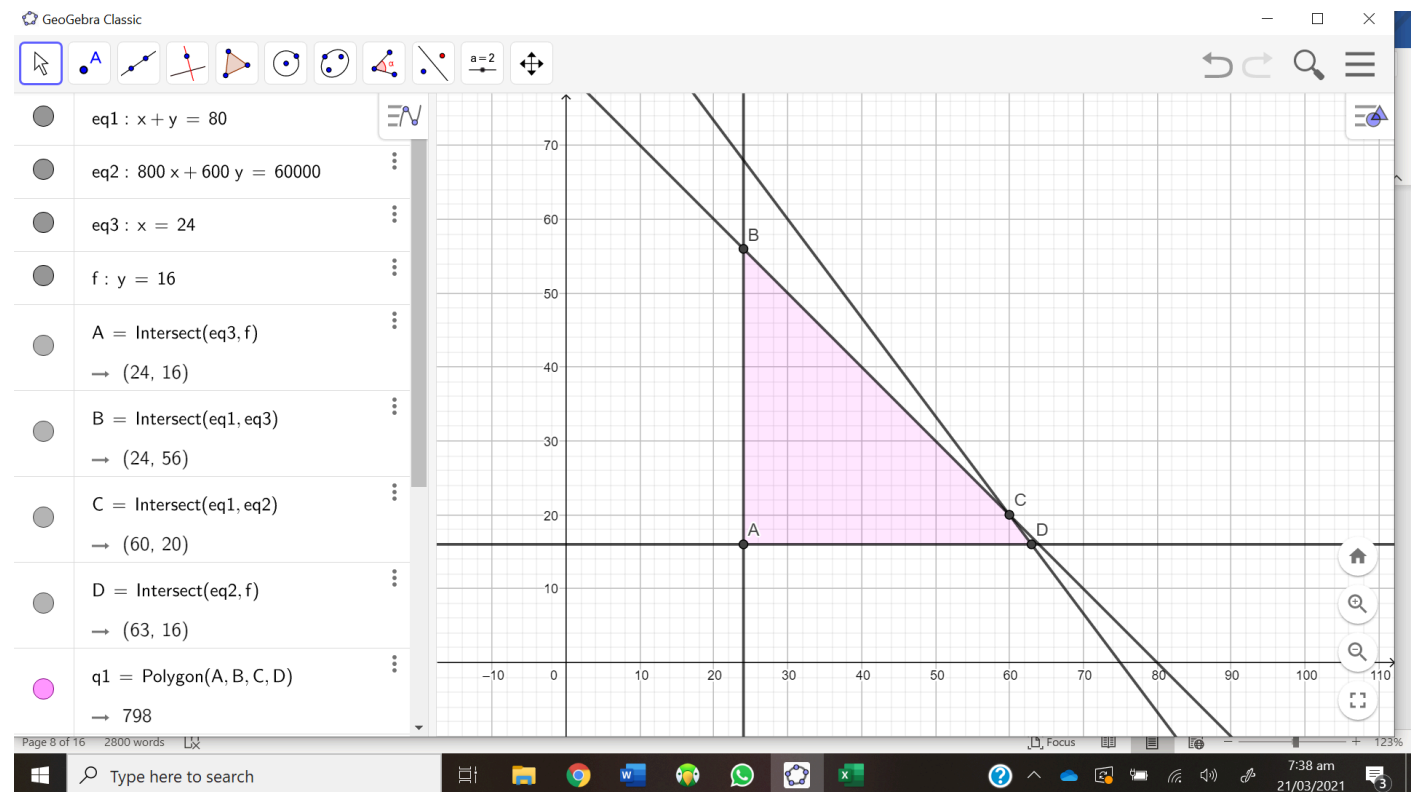 GeoGebra Classic
A
a = 2
eq1 : x + y = 80
eq2 : 800 x + 600 y = 60000
eq3 : x = 24
f : y = 16
A = Intersect(eq3, f)
→ (24, 16)
B = Intersect(eq1, eq3)
→ (24, 56)
C = Intersect(eq1, eq2)
→ (60, 20)
D = Intersect(eq2, f)
→ (63, 16)
q1 = Polygon(A, B, C, D)
→ 798
70
60
B
50
40
30
20
C
A
D
10
−10 0 10 20 30 40 50 60 70 80 90 100 110
Page 8 of 16 2800 words Focus 123%
Type here to search
7:38 am
21/03/2021
3